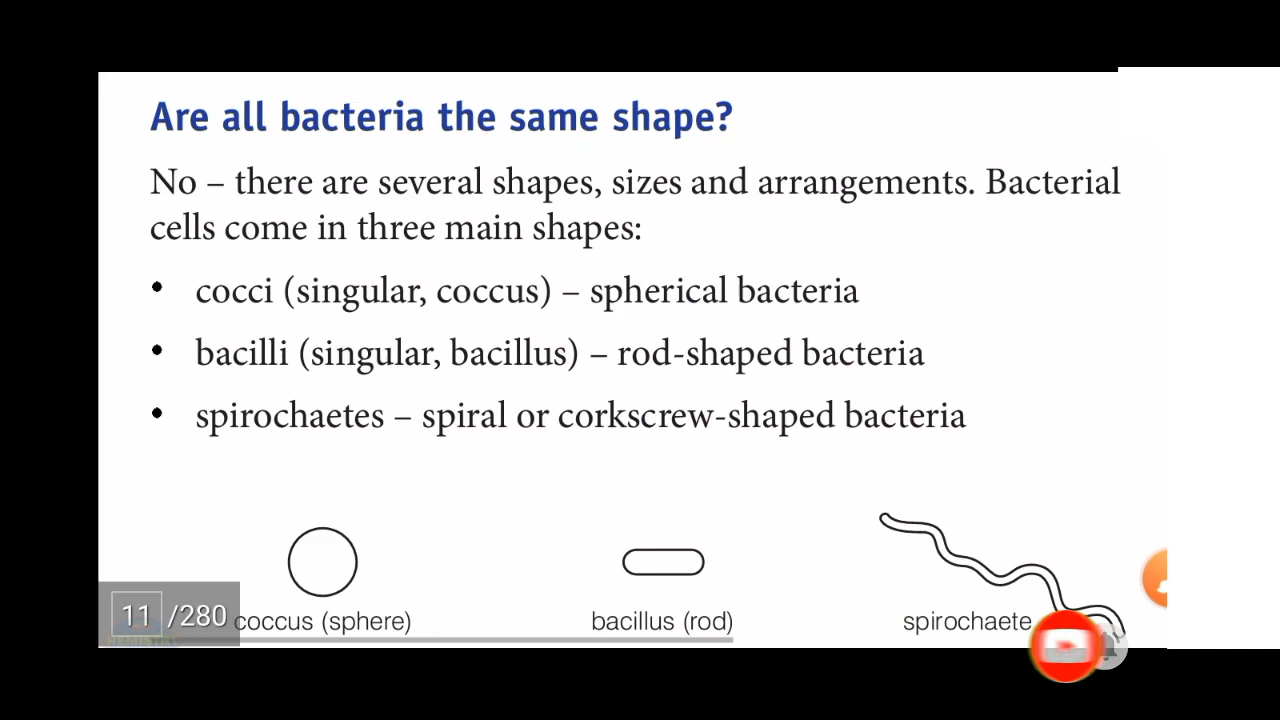 Are all bacteria the same shape?
No – there are several shapes, sizes and arrangements. Bacterial
cells come in three main shapes:
• cocci (singular, coccus) – spherical bacteria
• bacilli (singular, bacillus) – rod-shaped bacteria
• spirochaetes – spiral or corkscrew-shaped bacteria
11 /280
coccus (sphere)
bacillus (rod)
spirochaete